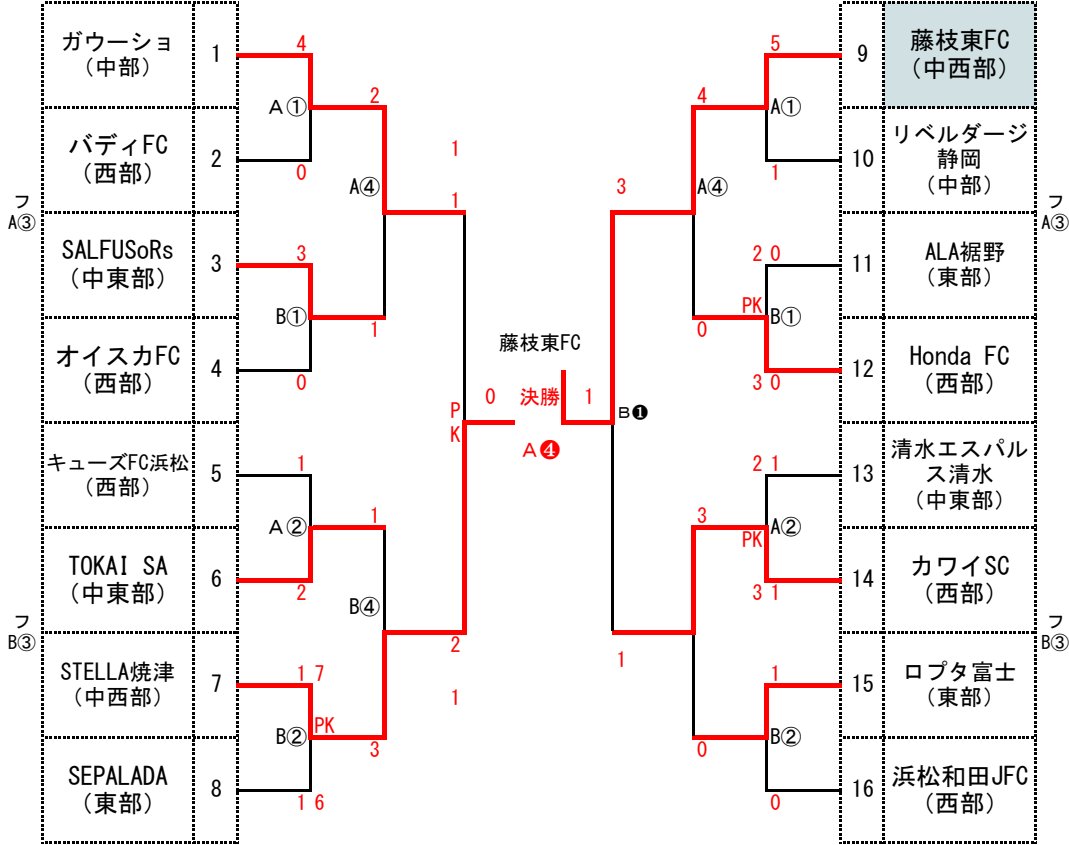 ガウーショ
(中部)
1
4
A①
2
バディFC
(西部)
2
0
A④
1
1
フ
A③
SALFUSoRs
(中東部)
3
3
B①
1
オイスカFC
(西部)
4
0
キューズFC浜松
(西部)
5
1
A②
1
TOKAI SA
(中東部)
6
2
B④
フ
B③
STELLA焼津
(中西部)
7
1 7
B②
PK
3
2
1
SEPALADA
(東部)
8
1 6
P
K
0
藤枝東FC
決勝
1
A❹
B❶
5
9
藤枝東FC
(中西部)
4
A①
リベルダージ
静岡
(中部)
10
1
3
A④
フ
A③
2 0
11
ALA裾野
(東部)
PK
B①
0
3 0
12
Honda FC
(西部)
2 1
13
清水エスパル
ス清水
(中東部)
3
A②
PK
3 1
14
カワイSC
(西部)
フ
B③
1
1
15
ロプタ富士
(東部)
B②
0
0
16
浜松和田JFC
(西部)